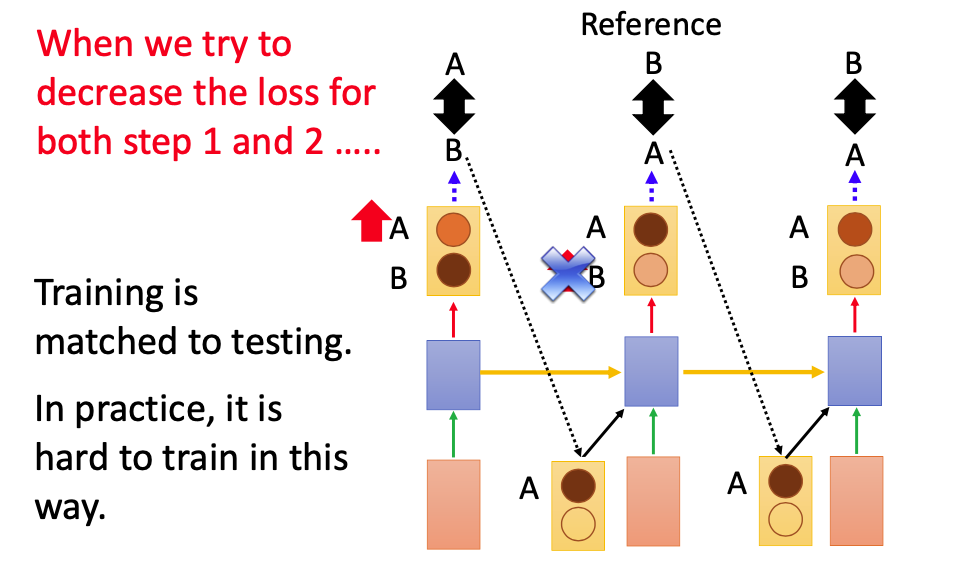 When we try to
decrease the loss for
both step 1 and 2 …..
Reference
A
B
B
B
A
A
A
B
A
B
A
B
Training is
matched to testing.
In practice, it is
hard to train in this
way.
A
A